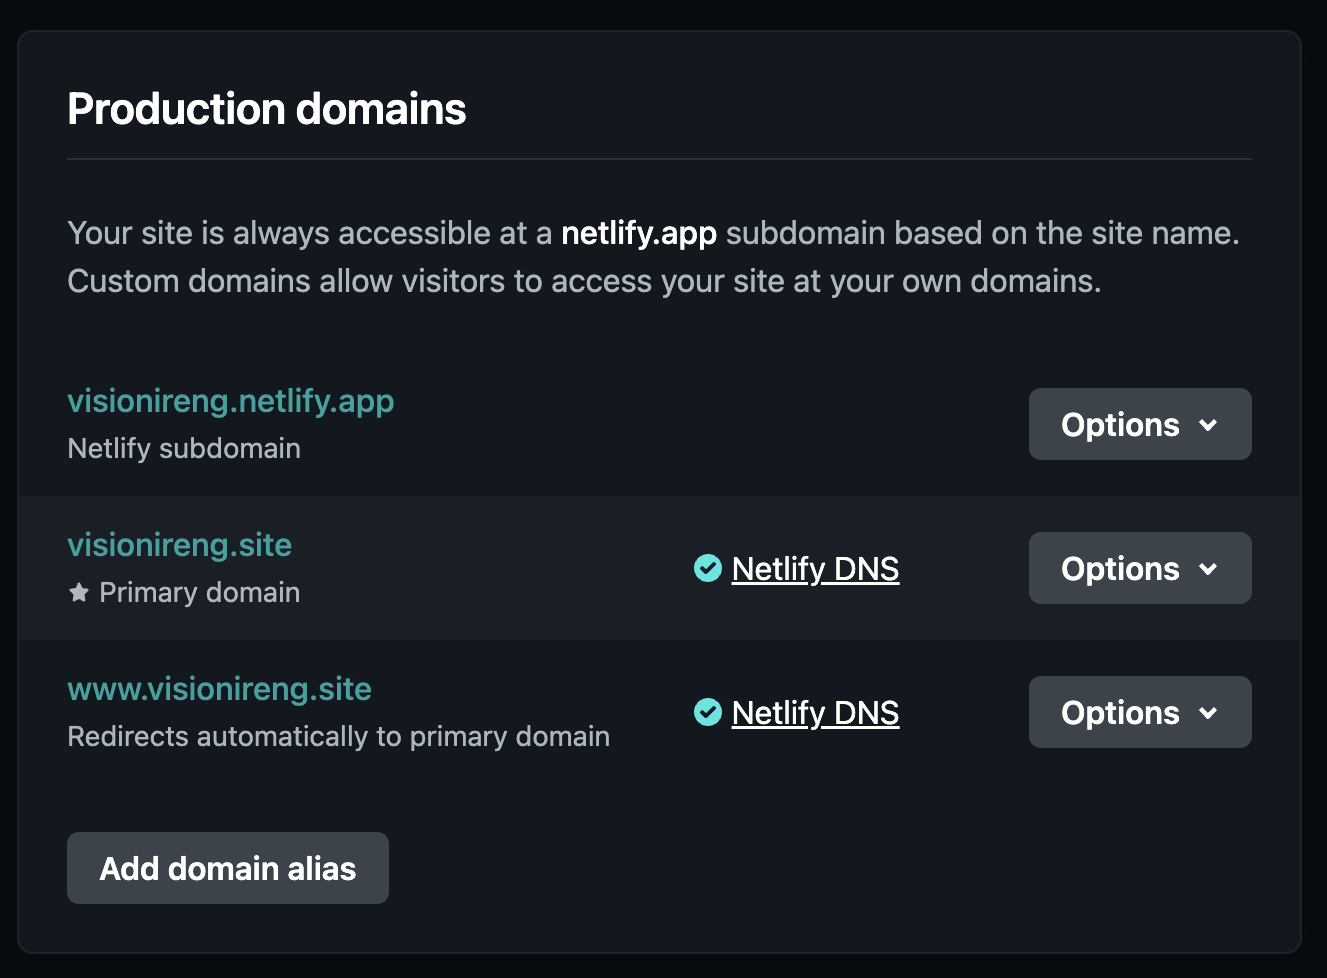 Production domains
Your site is always accessible at a netlify.app subdomain based on the site name.
Custom domains allow visitors to access your site at your own domains.
visionireng.netlify.app
Netlify subdomain
Options
visionireng.site
Primary domain
Netlify DNS
Options
www.visionireng.site
Redirects automatically to primary domain
Netlify DNS
Options
Add domain alias